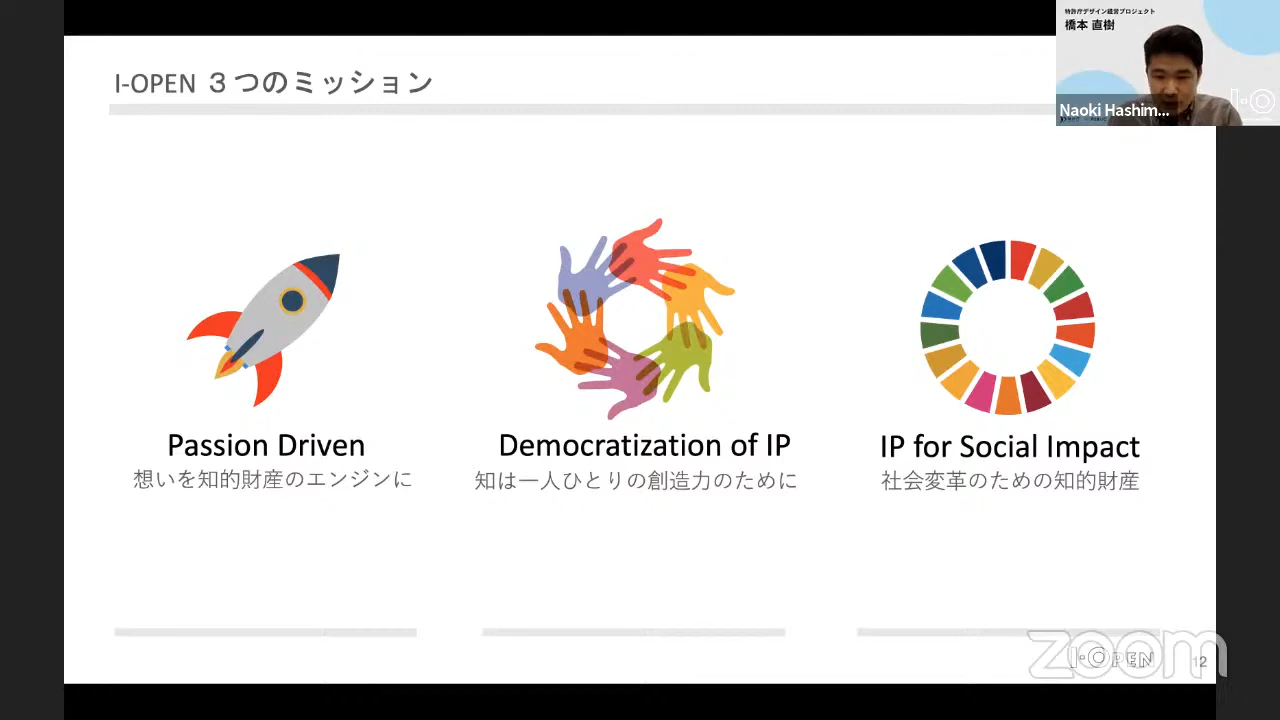 I-OPEN ３つのミッション
特許庁デザイン経営プロジェクト
橋本 直樹
Naoki Hashim...
I-O
Passion Driven
想いを知的財産のエンジンに
Democratization of IP
知は一人ひとりの創造力のために
IP for Social Impact
社会変革のための知的財産
zoom
I-OPEN
12